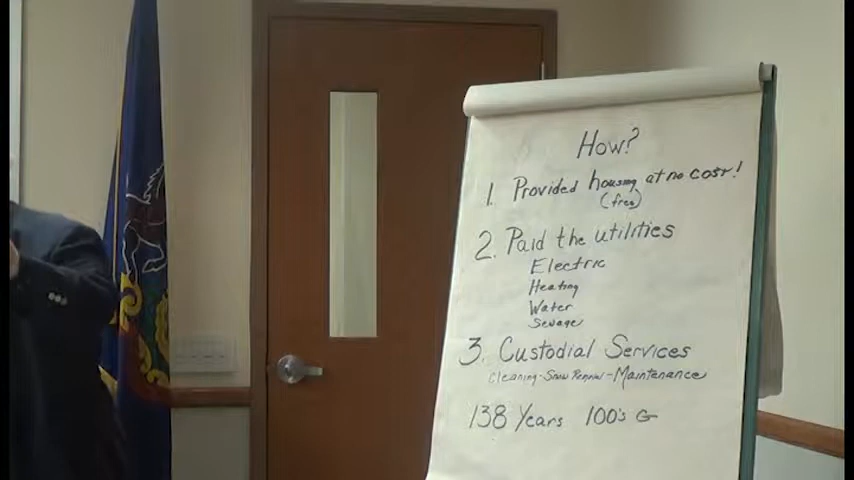 How?
1. Provided housing at no cost!
(free)
2. Paid the utilities
Electric
Heating
Water
Sewage
3. Custodial Services
Cleaning - Snow - Maintenance
138 Years 100's G